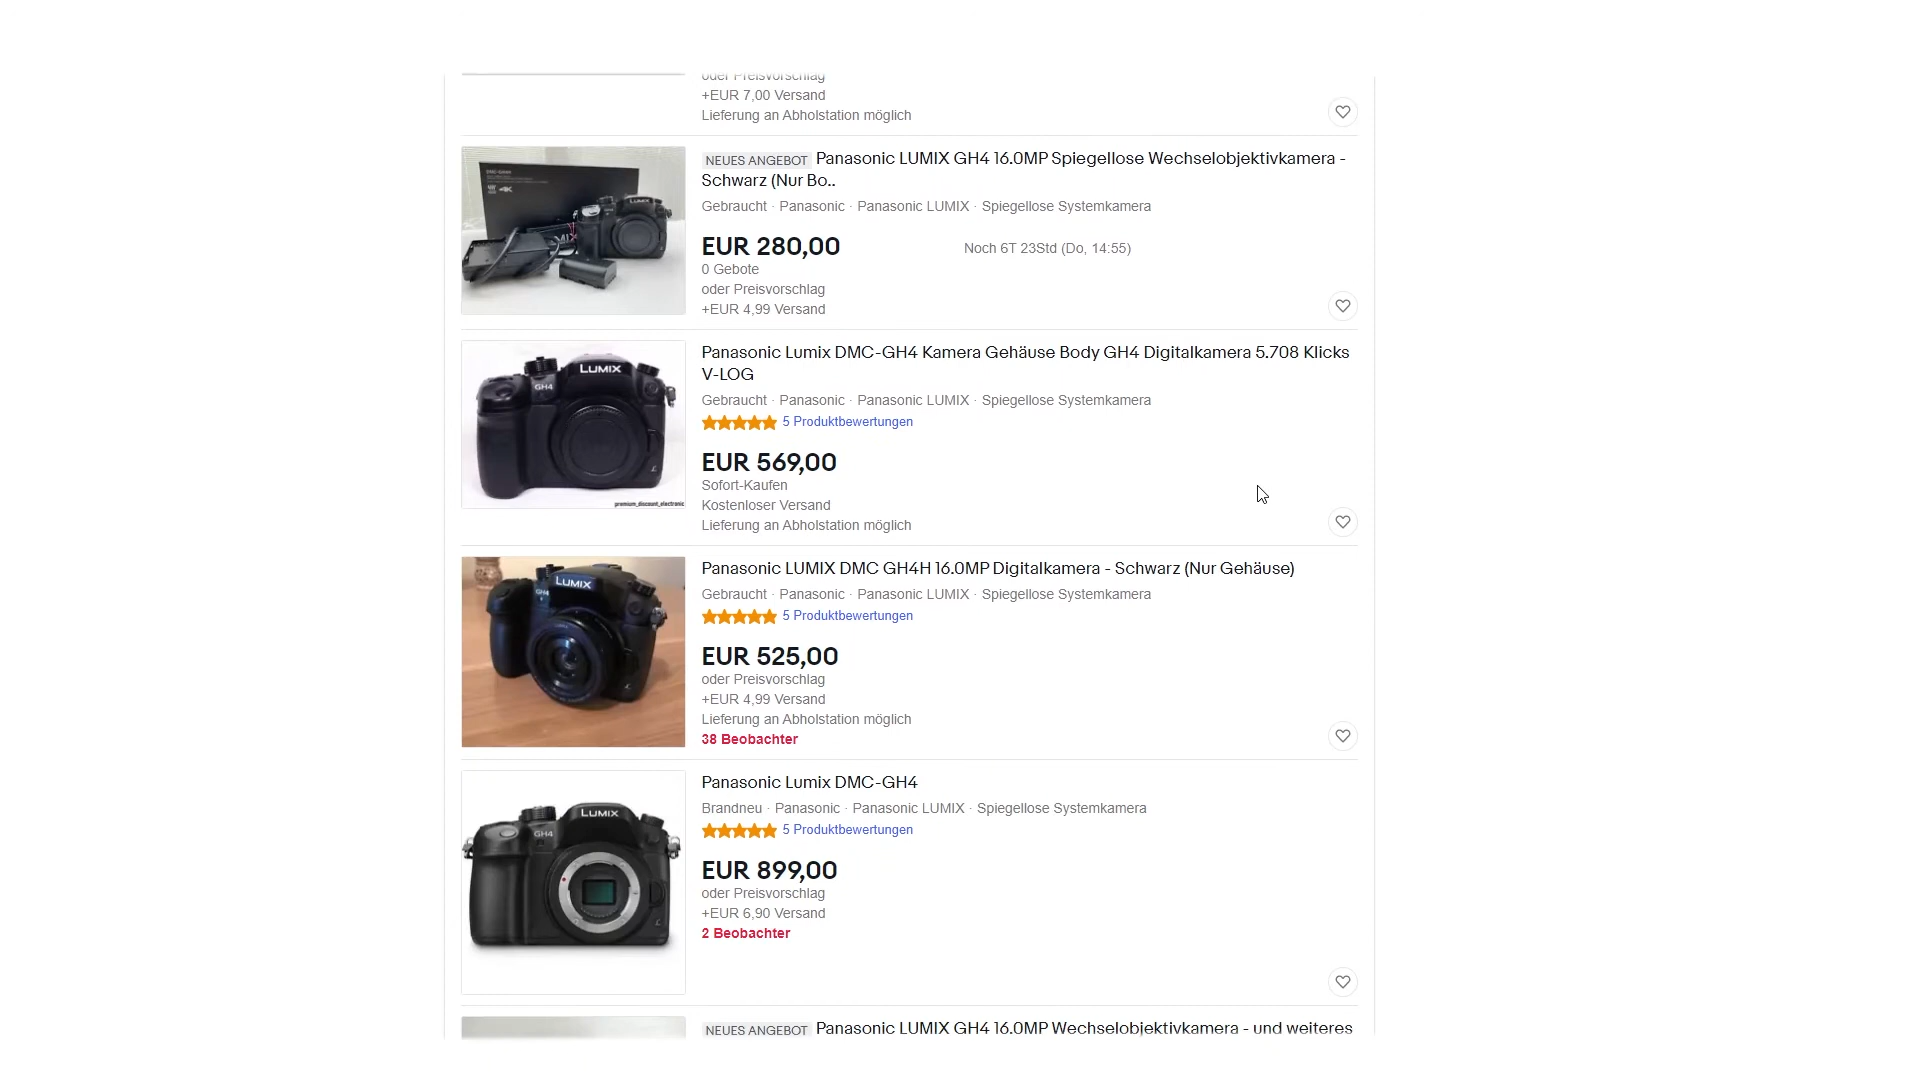 oder Preisvorschlag
+EUR 7,00 Versand
Lieferung an Abholstation möglich
NEUES ANGEBOT Panasonic LUMIX GH4 16.0MP Spiegellose Wechselobjektivkamera -
Schwarz (Nur Bo..
Gebraucht · Panasonic · Panasonic LUMIX · Spiegellose Systemkamera
EUR 280,00
Noch 6T 23Std (Do, 14:55)
0 Gebote
oder Preisvorschlag
+EUR 4,99 Versand
LUMIX
GH4
premium_discount_electronic
Panasonic Lumix DMC-GH4 Kamera Gehäuse Body GH4 Digitalkamera 5.708 Klicks
V-LOG
Gebraucht · Panasonic · Panasonic LUMIX · Spiegellose Systemkamera
5 Produktbewertungen
EUR 569,00
Sofort-Kaufen
Kostenloser Versand
Lieferung an Abholstation möglich
LUMIX
GH4
Panasonic LUMIX DMC GH4H 16.0MP Digitalkamera - Schwarz (Nur Gehäuse)
Gebraucht · Panasonic · Panasonic LUMIX · Spiegellose Systemkamera
5 Produktbewertungen
EUR 525,00
oder Preisvorschlag
+EUR 4,99 Versand
Lieferung an Abholstation möglich
38 Beobachter
LUMIX
GH4
Panasonic Lumix DMC-GH4
Brandneu · Panasonic · Panasonic LUMIX · Spiegellose Systemkamera
5 Produktbewertungen
EUR 899,00
oder Preisvorschlag
+EUR 6,90 Versand
2 Beobachter
NEUES ANGEBOT Panasonic LUMIX GH4 16.0MP Wechselobjektivkamera - und weiteres